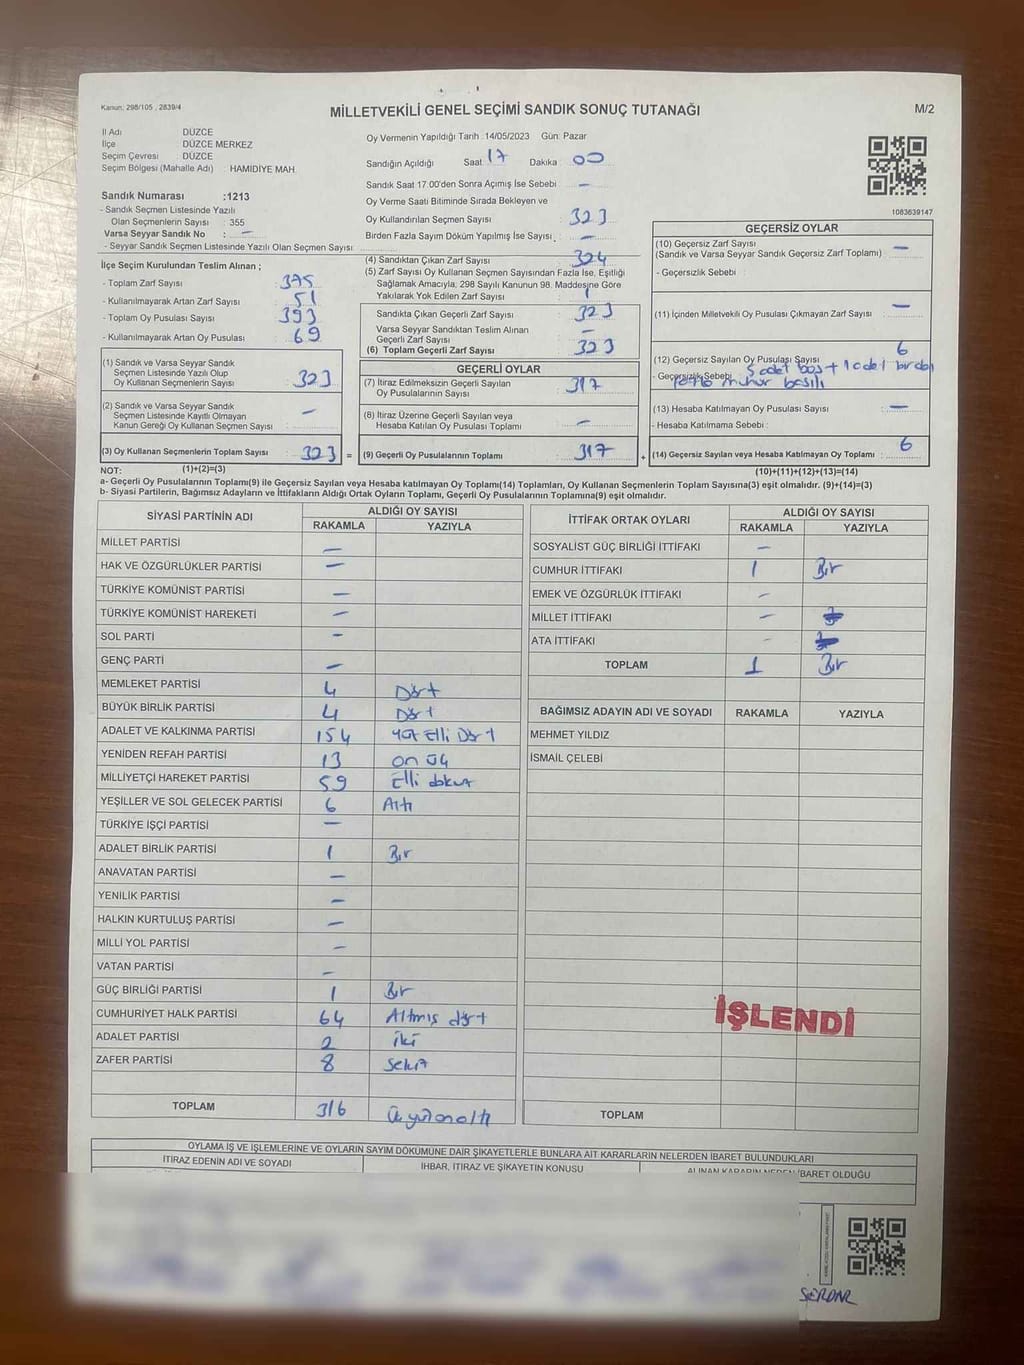 Kanun: 298/105 , 2839/4
MİLLETVEKİLİ GENEL SEÇİMİ SANDIK SONUÇ TUTANAĞI
M/2
İl Adı DÜZCE
İlçe DÜZCE MERKEZ
Seçim Çevresi DÜZCE
Seçim Bölgesi (Mahalle Adı) HAMIDIYE MAH.
Sandık Numarası :1213
- Sandık Seçmen Listesinde Yazılı
Olan Seçmenlerin Sayısı : 355
Varsa Seyyar Sandık No : —
- Seyyar Sandık Seçmen Listesinde Yazılı Olan Seçmen Sayısı
Oy Vermenin Yapıldığı Tarih :14/05/2023 Gün: Pazar
Sandığın Açıldığı Saat 17 Dakika 00
Sandık Saat 17:00'den Sonra Açımış İse Sebebi : —
Oy Verme Saati Bitiminde Sırada Bekleyen ve
Oy Kullandırılan Seçmen Sayısı 323
Birden Fazla Sayım Döküm Yapılmış İse Sayısı : —
1083639147
İlçe Seçim Kurulundan Teslim Alınan ;
- Toplam Zarf Sayısı : 375
- Kullanılmayarak Artan Zarf Sayısı : 51
- Toplam Oy Pusulası Sayısı : 393
- Kullanılmayarak Artan Oy Pusulası : 69
(1) Sandık ve Varsa Seyyar Sandık
Seçmen Listesinde Yazılı Olup
Oy Kullanan Seçmenlerin Sayısı : 323
(2) Sandık ve Varsa Seyyar Sandık
Seçmen Listesinde Kayıtlı Olmayan
Kanun Gereği Oy Kullanan Seçmen Sayısı : —
(3) Oy Kullanan Seçmenlerin Toplam Sayısı : 323 =
(4) Sandıktan Çıkan Zarf Sayısı : 324
(5) Zarf Sayısı Oy Kullanan Seçmen Sayısından Fazla İse, Eşitliği
Sağlamak Amacıyla; 298 Sayılı Kanunun 98. Maddesine Göre
Yakılarak Yok Edilen Zarf Sayısı : 1
Sandıkta Çıkan Geçerli Zarf Sayısı : 323
Varsa Seyyar Sandıktan Teslim Alınan
Geçerli Zarf Sayısı : —
(6) Toplam Geçerli Zarf Sayısı : 323
GEÇERLİ OYLAR
(7) İtiraz Edilmeksizin Geçerli Sayılan
Oy Pusulalarının Sayısı : 317
(8) İtiraz Üzerine Geçerli Sayılan veya
Hesaba Katılan Oy Pusulası Toplamı : —
(9) Geçerli Oy Pusulalarının Toplamı : 317 +
GEÇERSİZ OYLAR
(10) Geçersiz Zarf Sayısı
(Sandık ve Varsa Seyyar Sandık Geçersiz Zarf Toplamı) : —
- Geçersizlik Sebebi :
(11) İçinden Milletvekili Oy Pusulası Çıkmayan Zarf Sayısı : —
(12) Geçersiz Sayılan Oy Pusulası Sayısı : 6
- Geçersizlik Sebebi : 5 adet boş + 1 adet birden
mühür basılı
(13) Hesaba Katılmayan Oy Pusulası Sayısı : —
- Hesaba Katılmama Sebebi :
(14) Geçersiz Sayılan veya Hesaba Katılmayan Oy Toplamı : 6
NOT: (1)+(2)=(3)
(10)+(11)+(12)+(13)=(14)
a- Geçerli Oy Pusulalarının Toplamı(9) ile Geçersiz Sayılan veya Hesaba Katılmayan Oy Toplamı(14) Toplamları, Oy Kullanan Seçmenlerin Toplam Sayısına(3) eşit olmalıdır. (9)+(14)=(3)
b- Siyasi Partilerin, Bağımsız Adayların ve İttifakların Aldığı Ortak Oyların Toplamı, Geçerli Oy Pusulalarının Toplamına(9) eşit olmalıdır.
SİYASİ PARTİNİN ADI ALDIĞI OY SAYISI
RAKAMLA YAZIYLA
MİLLET PARTİSİ —
HAK VE ÖZGÜRLÜKLER PARTİSİ —
TÜRKİYE KOMÜNİST PARTİSİ —
TÜRKİYE KOMÜNİST HAREKETİ —
SOL PARTİ —
GENÇ PARTİ —
MEMLEKET PARTİSİ 4 Dört
BÜYÜK BİRLİK PARTİSİ 4 Dört
ADALET VE KALKINMA PARTİSİ 154 Yüz Elli Dört
YENİDEN REFAH PARTİSİ 13 on üç
MİLLİYETÇİ HAREKET PARTİSİ 59 Elli dokuz
YEŞİLLER VE SOL GELECEK PARTİSİ 6 Altı
TÜRKİYE İŞÇİ PARTİSİ —
ADALET BİRLİK PARTİSİ 1 Bir
ANAVATAN PARTİSİ —
YENİLİK PARTİSİ —
HALKIN KURTULUŞ PARTİSİ —
MİLLİ YOL PARTİSİ —
VATAN PARTİSİ —
GÜÇ BİRLİĞİ PARTİSİ 1 Bir
CUMHURİYET HALK PARTİSİ 64 Altmış dört
ADALET PARTİSİ 2 iki
ZAFER PARTİSİ 8 Sekiz
TOPLAM 316 üçyüzonaltı
İTTİFAK ORTAK OYLARI ALDIĞI OY SAYISI
RAKAMLA YAZIYLA
SOSYALİST GÜÇ BİRLİĞİ İTTİFAKI —
CUMHUR İTTİFAKI 1 Bir
EMEK VE ÖZGÜRLÜK İTTİFAKI —
MİLLET İTTİFAKI —
ATA İTTİFAKI —
TOPLAM 1 Bir
BAĞIMSIZ ADAYIN ADI VE SOYADI RAKAMLA YAZIYLA
MEHMET YILDIZ
İSMAİL ÇELEBİ
İŞLENDİ
TOPLAM
OYLAMA İŞ VE İŞLEMLERİNE VE OYLARIN SAYIM DÖKÜMÜNE DAİR ŞİKAYETLERLE BUNLARA AİT KARARLARIN NELERDEN İBARET BULUNDUKLARI
İTİRAZ EDENİN ADI VE SOYADI İHBAR, İTİRAZ VE ŞİKAYETİN KONUSU ALINAN KARARIN NEDEN İBARET OLDUĞU
SERDAR